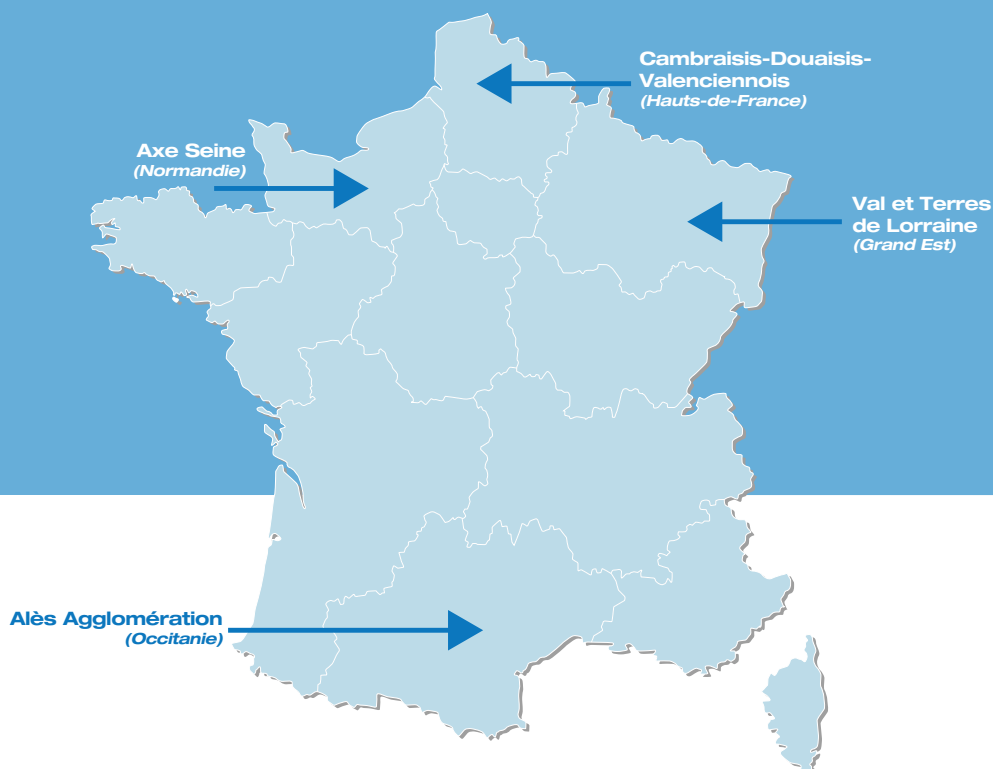 Cambraisis-Douaisis-
Valenciennois
(Hauts-de-France)
Axe Seine
(Normandie)
Val et Terres
de Lorraine
(Grand Est)
Alès Agglomération
(Occitanie)